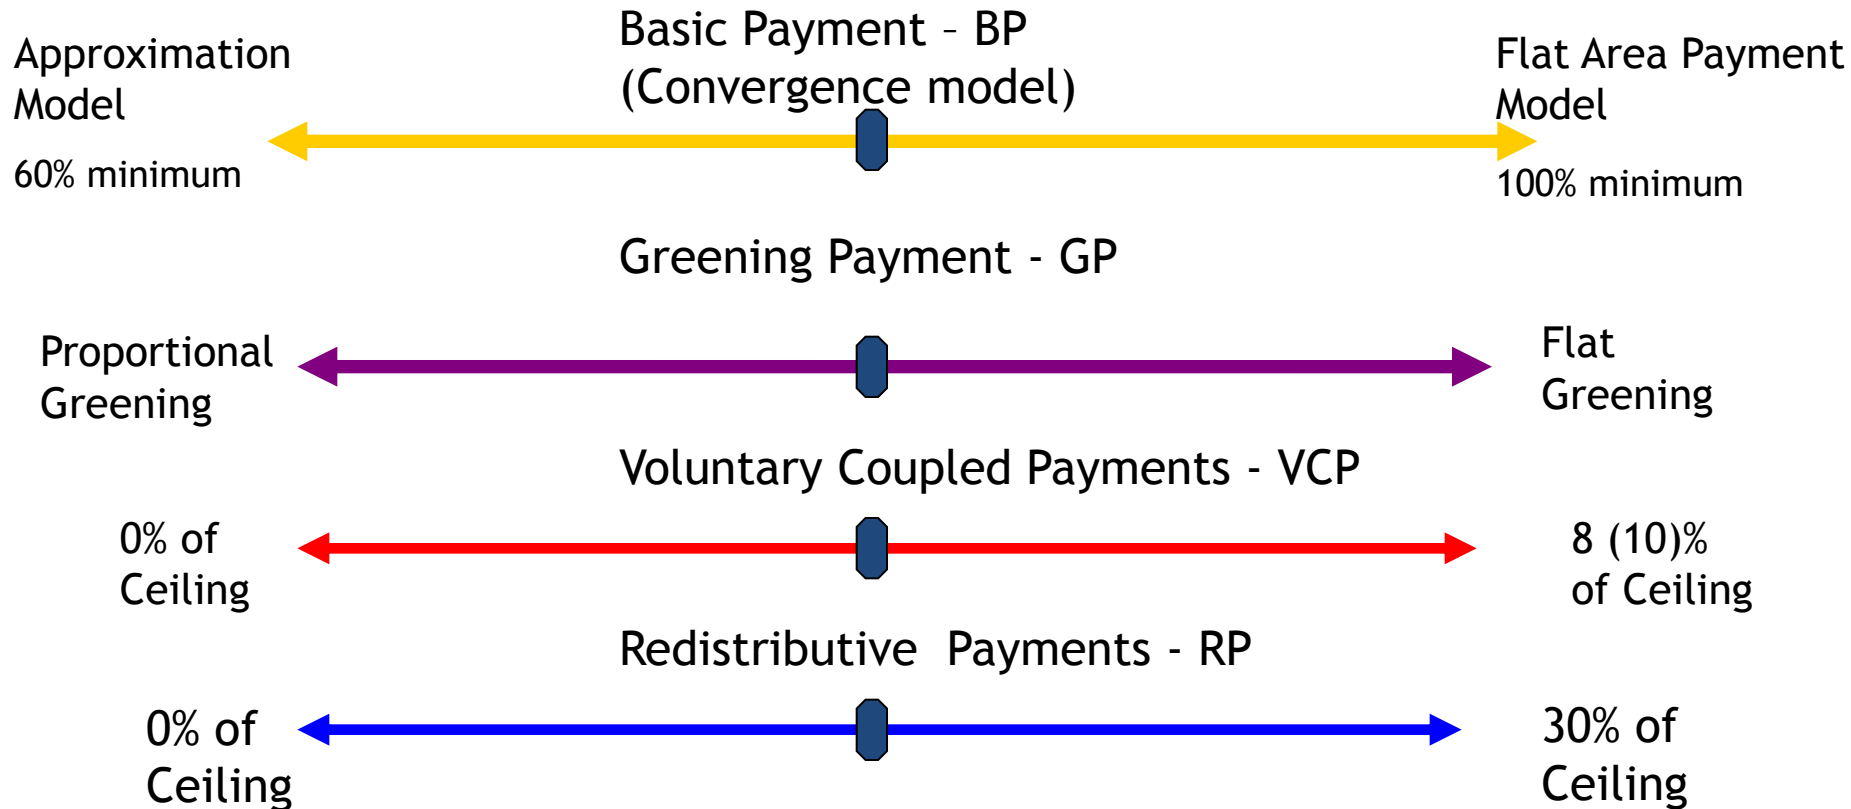 Basic Payment – BP
(Convergence model)
Approximation
Model
60% minimum
Flat Area Payment
Model
100% minimum
Greening Payment - GP
Proportional
Greening
Flat
Greening
Voluntary Coupled Payments - VCP
0% of
Ceiling
8 (10)%
of Ceiling
Redistributive  Payments - RP
0% of
Ceiling
30% of
Ceiling